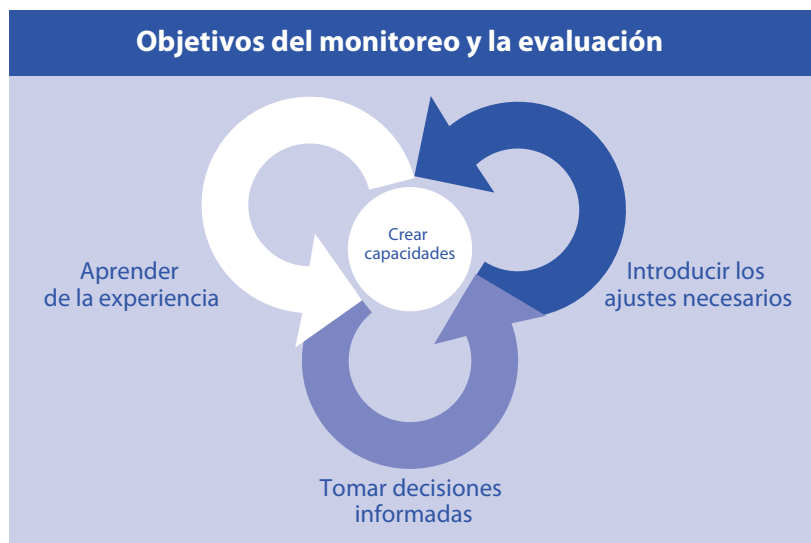 Objetivos del monitoreo y la evaluación
Crear
capacidades
Aprender
de la experiencia
Introducir los
ajustes necesarios
Tomar decisiones
informadas